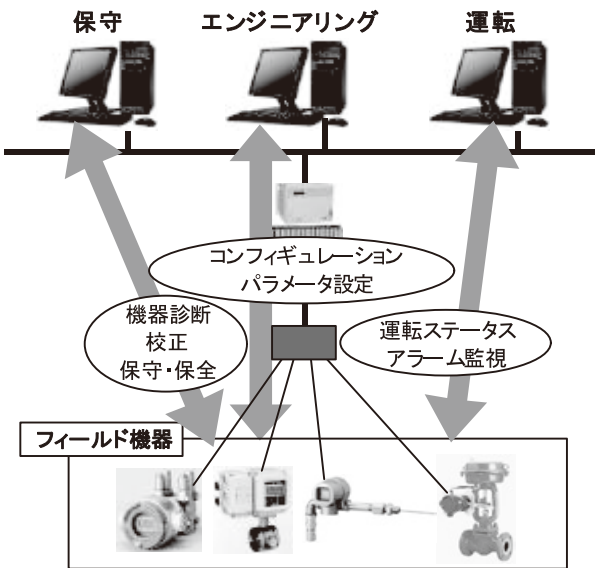 保守
エンジニアリング
運転
コンフィギュレーション
パラメータ設定
機器診断
校正
保守・保全
運転ステータス
アラーム監視
フィールド機器